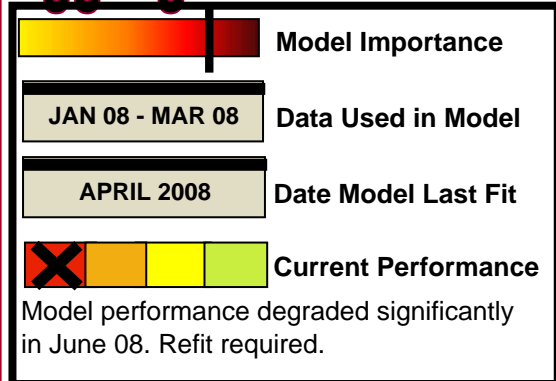 Model Importance
JAN 08 - MAR 08 Data Used in Model
APRIL 2008 Date Model Last Fit
Current Performance
Model performance degraded significantly
in June 08. Refit required.